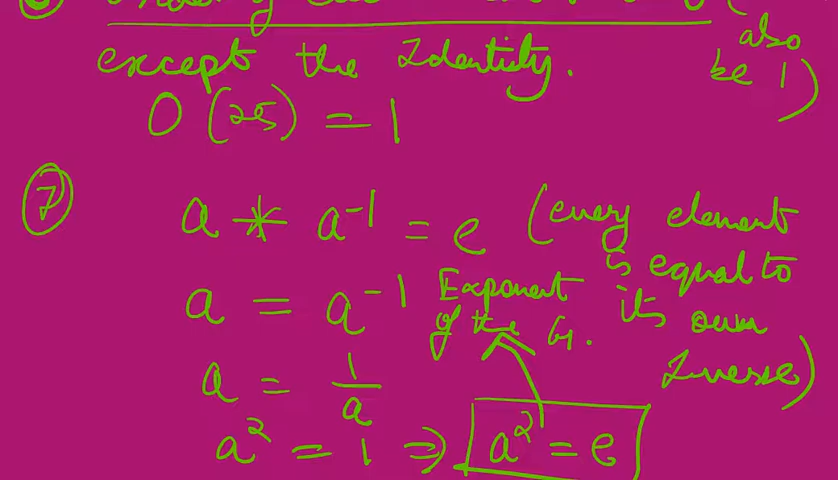 also
except the Identity. be 1)
O (25) = 1
7
a * a⁻¹ = e (every element
is equal to
a = a⁻¹ Exponent its own
of the G. Inverse)
a = 1/a
a² = 1 ⇒ a² = e